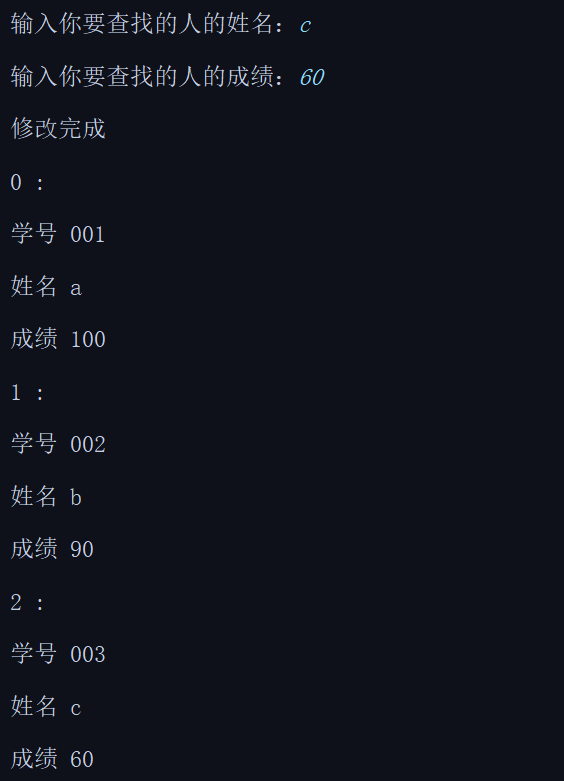 输入你要查找的人的姓名：c
输入你要查找的人的成绩：60
修改完成
0 :
学号 001
姓名 a
成绩 100
1 :
学号 002
姓名 b
成绩 90
2 :
学号 003
姓名 c
成绩 60